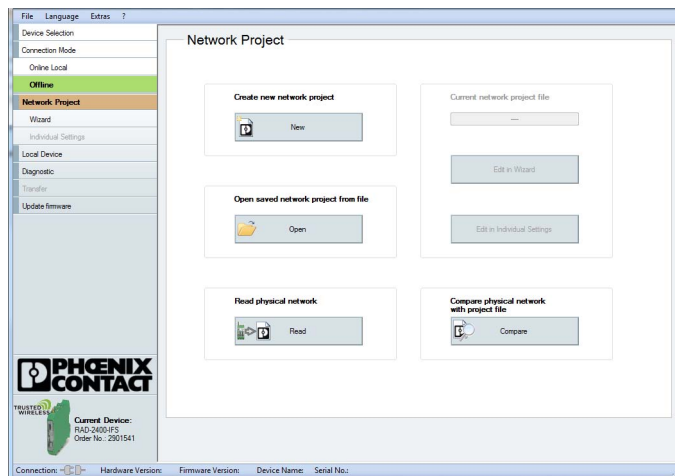 File Language Extras ?
Device Selection
Connection Mode
Online Local
Offline
Network Project
Wizard
Individual Settings
Local Device
Diagnostic
Transfer
Update firmware
Network Project
Create new network project
New
Open saved network project from file
Open
Read physical network
Read
Current network project file
---
Edit in Wizard
Edit in Individual Settings
Compare physical network
with project file
Compare
PHŒNIX
CONTACT
TRUSTED
WIRELESS
Current Device:
RAD-2400-IFS
Order No.: 2901541
Connection: Hardware Version: Firmware Version: Device Name: Serial No.: